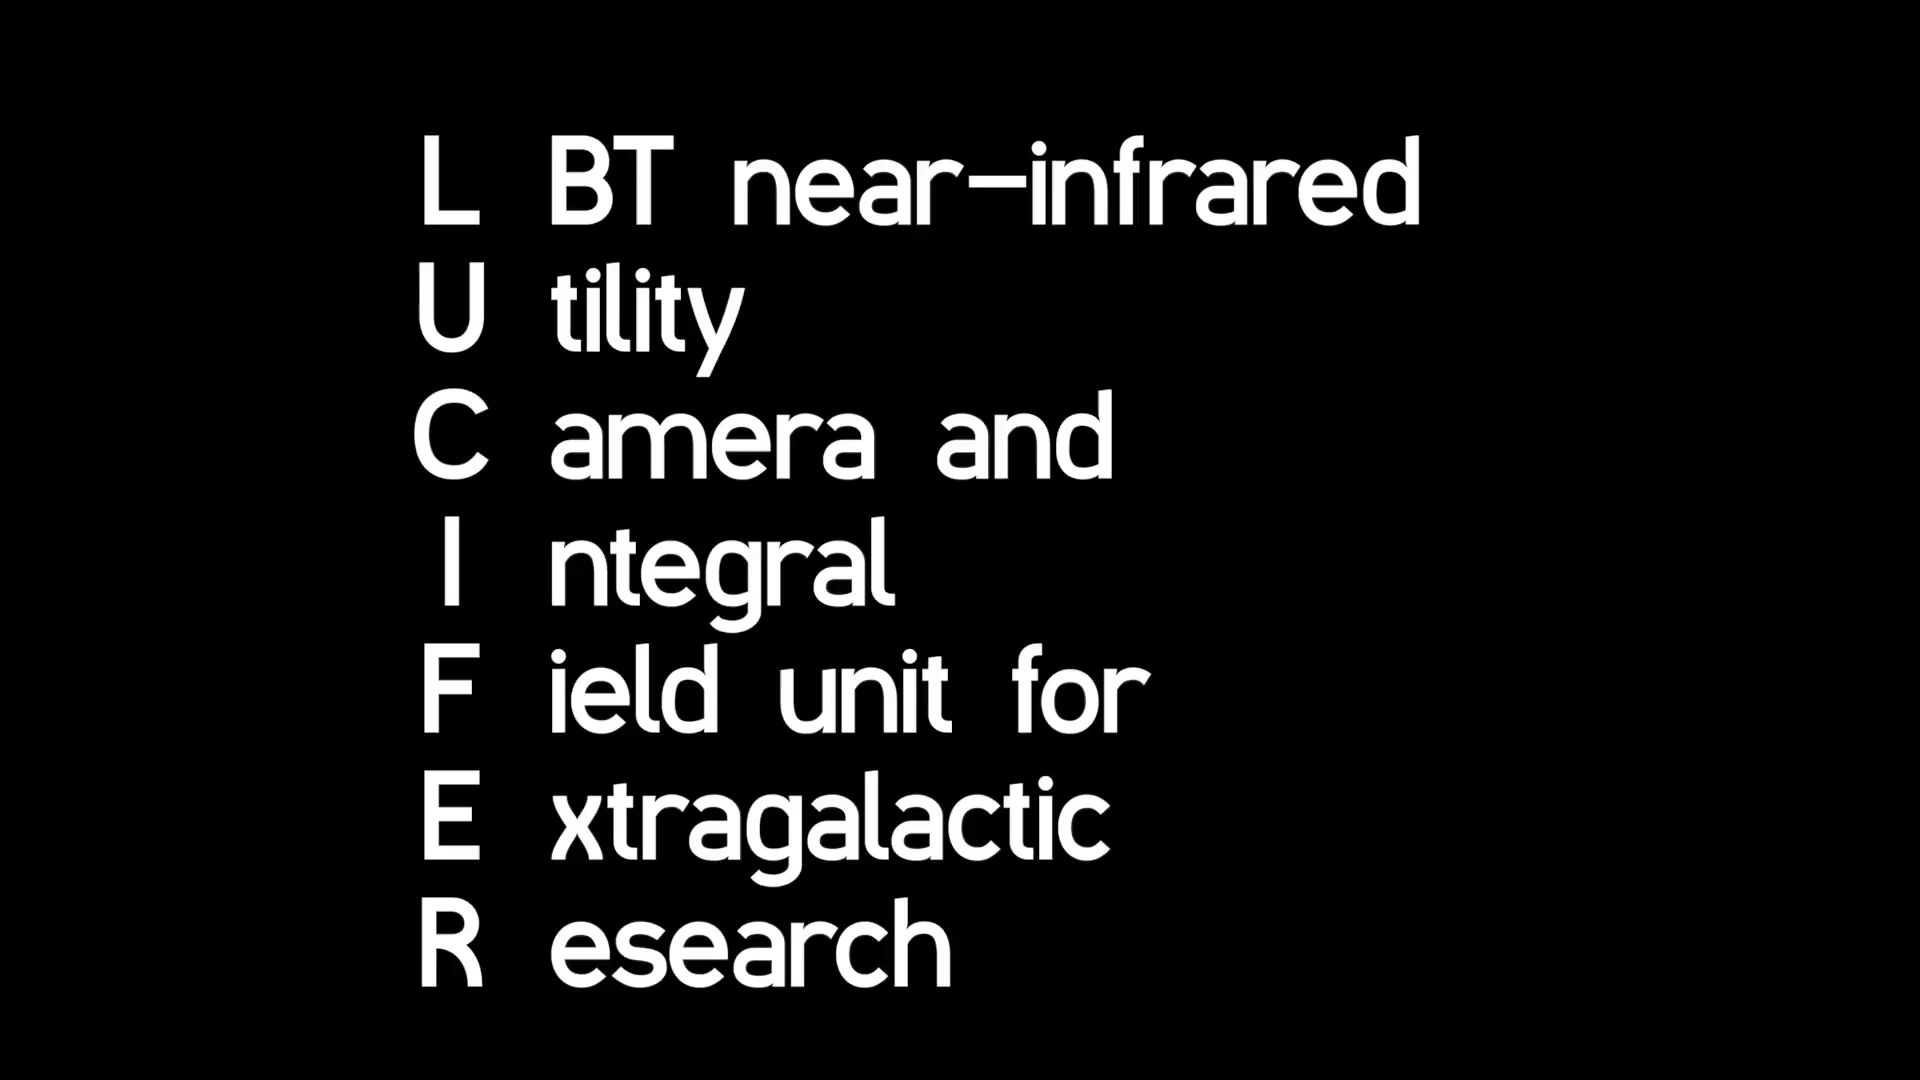 L BT near-infrared
U tility
C amera and
I ntegral
F ield unit for
E xtragalactic
R esearch